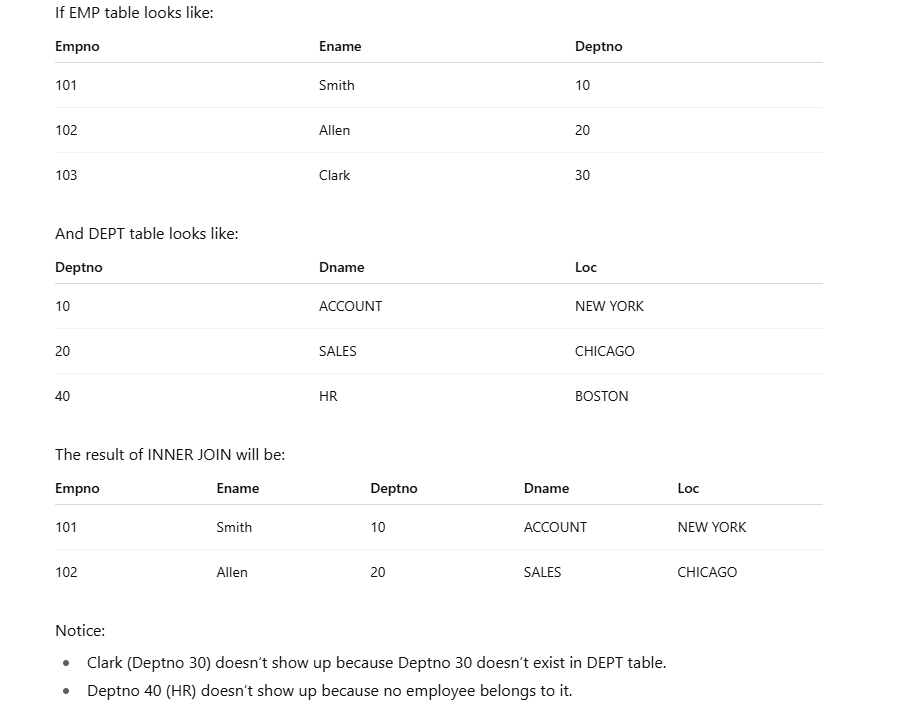 If EMP table looks like:
Empno Ename Deptno
101 Smith 10
102 Allen 20
103 Clark 30
And DEPT table looks like:
Deptno Dname Loc
10 ACCOUNT NEW YORK
20 SALES CHICAGO
40 HR BOSTON
The result of INNER JOIN will be:
Empno Ename Deptno Dname Loc
101 Smith 10 ACCOUNT NEW YORK
102 Allen 20 SALES CHICAGO
Notice:
• Clark (Deptno 30) doesn’t show up because Deptno 30 doesn’t exist in DEPT table.
• Deptno 40 (HR) doesn’t show up because no employee belongs to it.